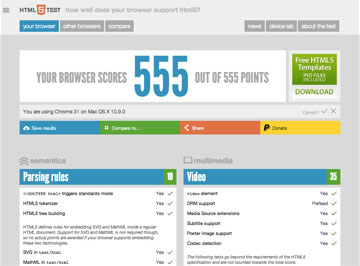 HTML5TEST how well does your browser support html5?
your browser other browsers compare news device lab about the test
YOUR BROWSER SCORES 555 OUT OF 555 POINTS
Free HTML5
Templates
PSD FILES
INCLUDED
DOWNLOAD
You are using Chrome 31 on Mac OS X 10.9.0 Correct? ✓ ✕
Save results Compare to... Share Donate
semantics
Parsing rules 10
<!DOCTYPE html> triggers standards mode Yes ✓
HTML5 tokenizer Yes ✓
HTML5 tree building Yes ✓
HTML5 defines rules for embedding SVG and MathML inside a regular
HTML document. Support for SVG and MathML is not required though,
so no actual points are awarded if your browser supports embedding
these two technologies.
SVG in text/html Yes ✓
MathML in text/html Yes ✓
multimedia
Video 35
video element Yes ✓
DRM support Prefixed ✓
Media Source extensions Yes ✓
Subtitle support Yes ✓
Poster image support Yes ✓
Codec detection Yes ✓
The following tests go beyond the requirements of the HTML5
specification and are not counted towards the total score.